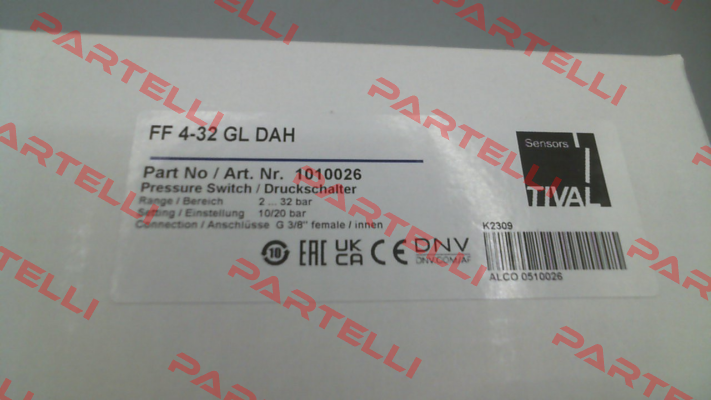 FF 4-32 GL DAH
Part No / Art. Nr. 1010026
Pressure Switch / Druckschalter
Range / Bereich 2 ... 32 bar
Setting / Einstellung 10/20 bar
Connection / Anschlüsse G 3/8" female / innen
10 EAC UK CA CE DNV
DNV.COM/AF
Sensors
TIVAL
K2309
ALCO 0510026
PARTELLI
PARTELLI
PARTELLI
PARTELLI
PARTELLI
PARTELLI
PARTELLI